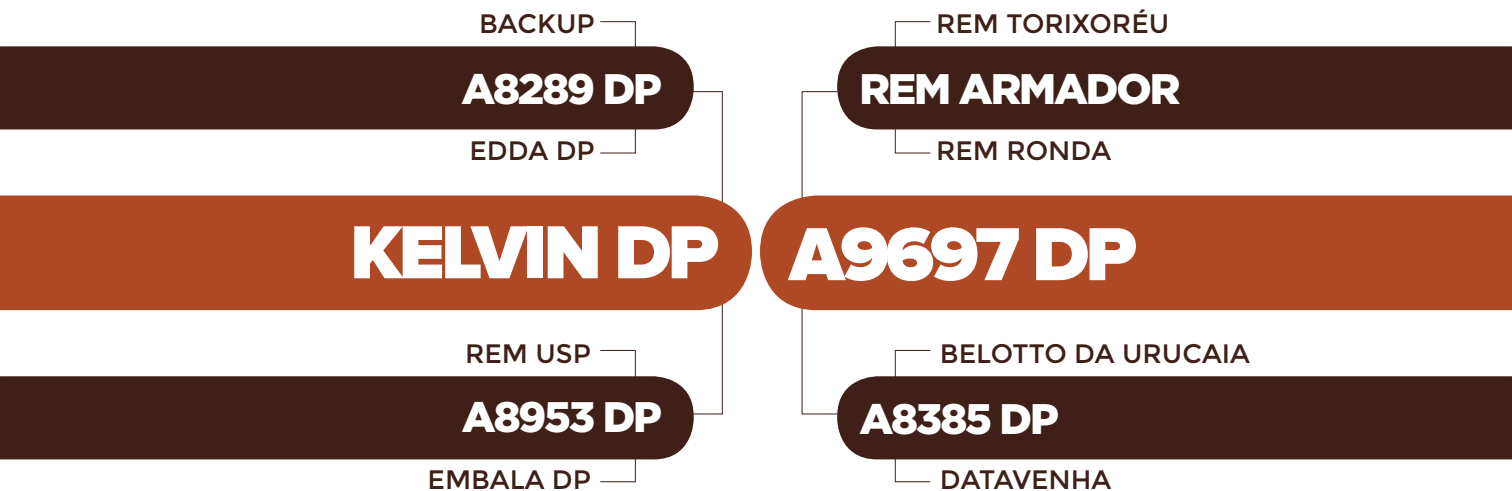 BACKUP
A8289 DP
EDDA DP
KELVIN DP
REM USP
A8953 DP
EMBALA DP
REM TORIXORÉU
REM ARMADOR
REM RONDA
A9697 DP
BELOTTO DA URUCAIA
A8385 DP
DATAVENHA